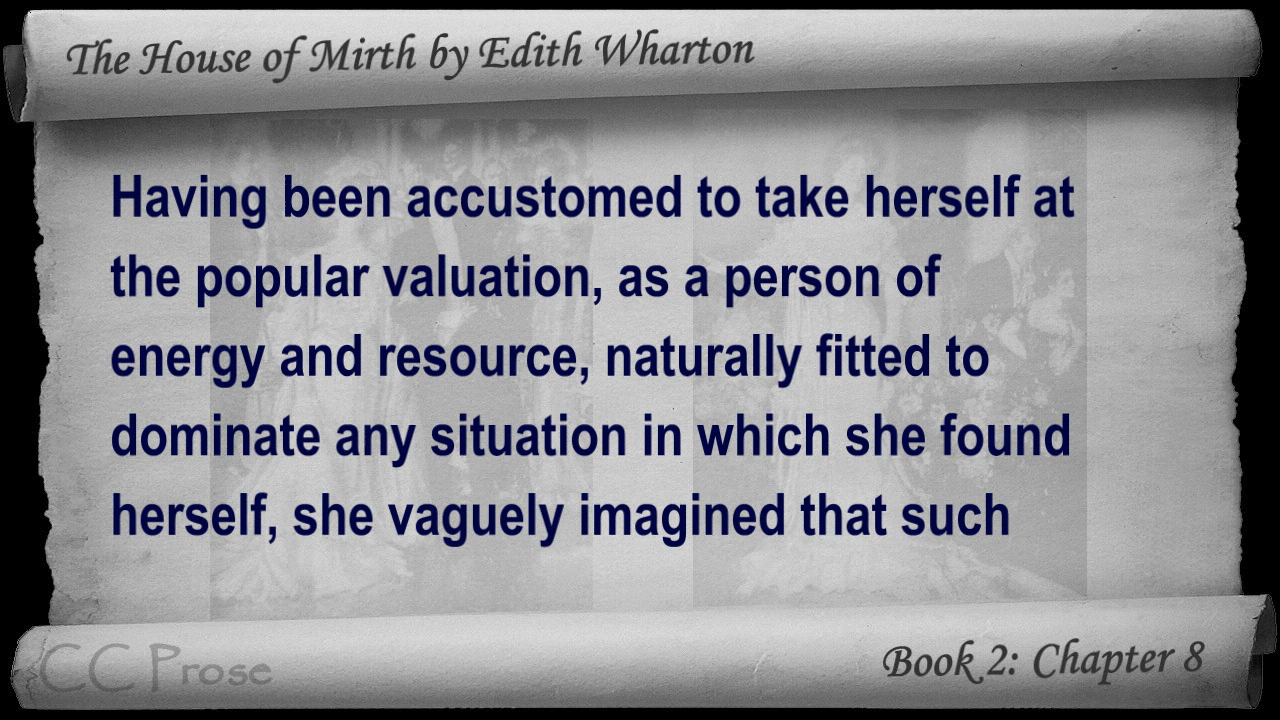 The House of Mirth by Edith Wharton
Having been accustomed to take herself at
the popular valuation, as a person of
energy and resource, naturally fitted to
dominate any situation in which she found
herself, she vaguely imagined that such
CC Prose
Book 2: Chapter 8